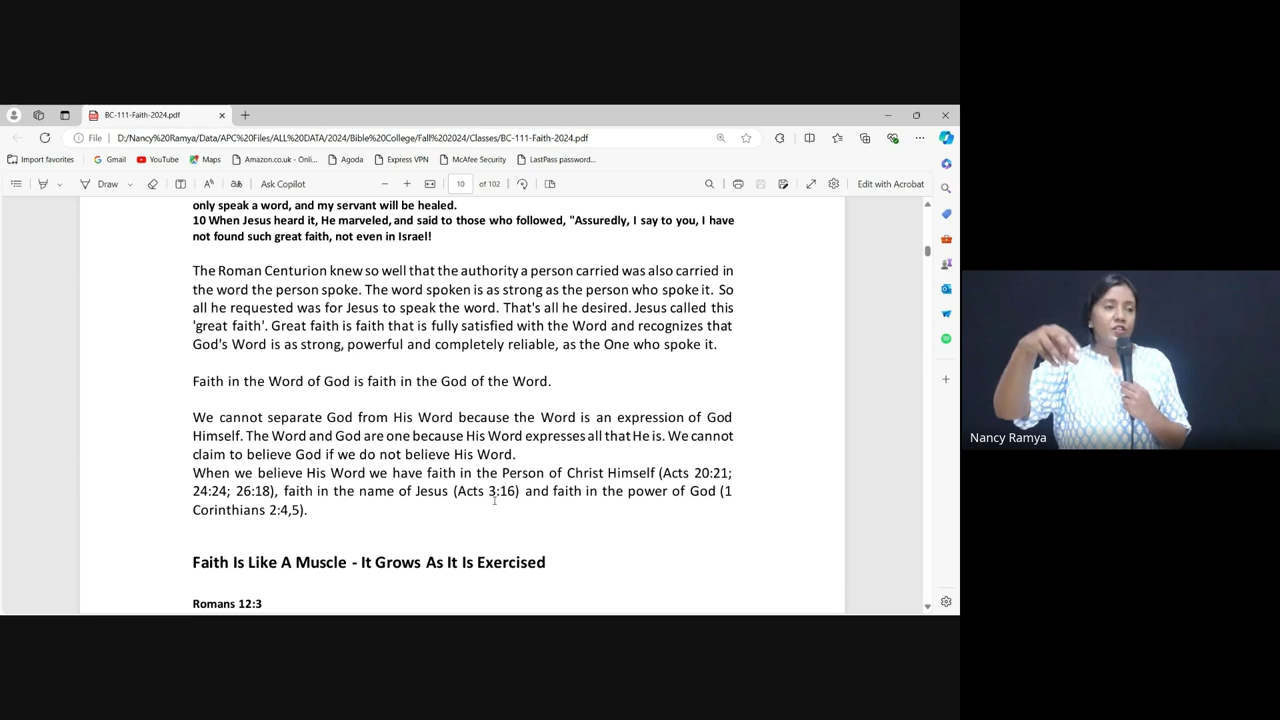 BC-111-Faith-2024.pdf
File
D:/Nancy%20Ramya/Data/APC%20Files/ALL%20DATA/2024/Bible%20College/Fall%202024/Classes/BC-111-Faith-2024.pdf
Import favorites Gmail YouTube Maps Amazon.co.uk - Onli... Agoda Express VPN McAfee Security LastPass password...
Draw Ask Copilot 10 of 102 Edit with Acrobat
only speak a word, and my servant will be healed.
10 When Jesus heard it, He marveled, and said to those who followed, "Assuredly, I say to you, I have
not found such great faith, not even in Israel!
The Roman Centurion knew so well that the authority a person carried was also carried in
the word the person spoke. The word spoken is as strong as the person who spoke it. So
all he requested was for Jesus to speak the word. That's all he desired. Jesus called this
'great faith'. Great faith is faith that is fully satisfied with the Word and recognizes that
God's Word is as strong, powerful and completely reliable, as the One who spoke it.
Faith in the Word of God is faith in the God of the Word.
We cannot separate God from His Word because the Word is an expression of God
Himself. The Word and God are one because His Word expresses all that He is. We cannot
claim to believe God if we do not believe His Word.
When we believe His Word we have faith in the Person of Christ Himself (Acts 20:21;
24:24; 26:18), faith in the name of Jesus (Acts 3:16) and faith in the power of God (1
Corinthians 2:4,5).
Faith Is Like A Muscle - It Grows As It Is Exercised
Romans 12:3
Nancy Ramya